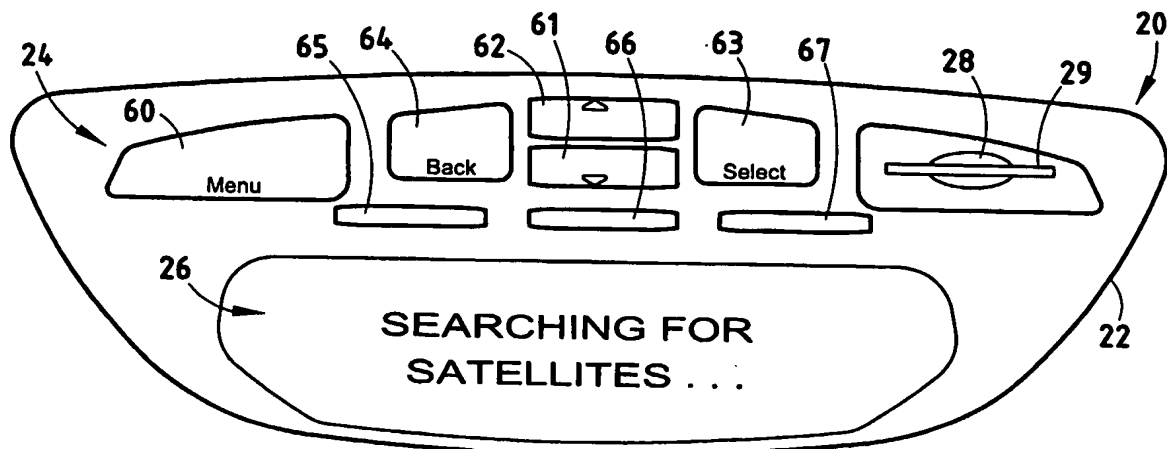 61
20
64
62
66
63
67
28
65
24
29
60
Back
Select
Menu
26
SEARCHING FOR
SATELLITES . . .
22